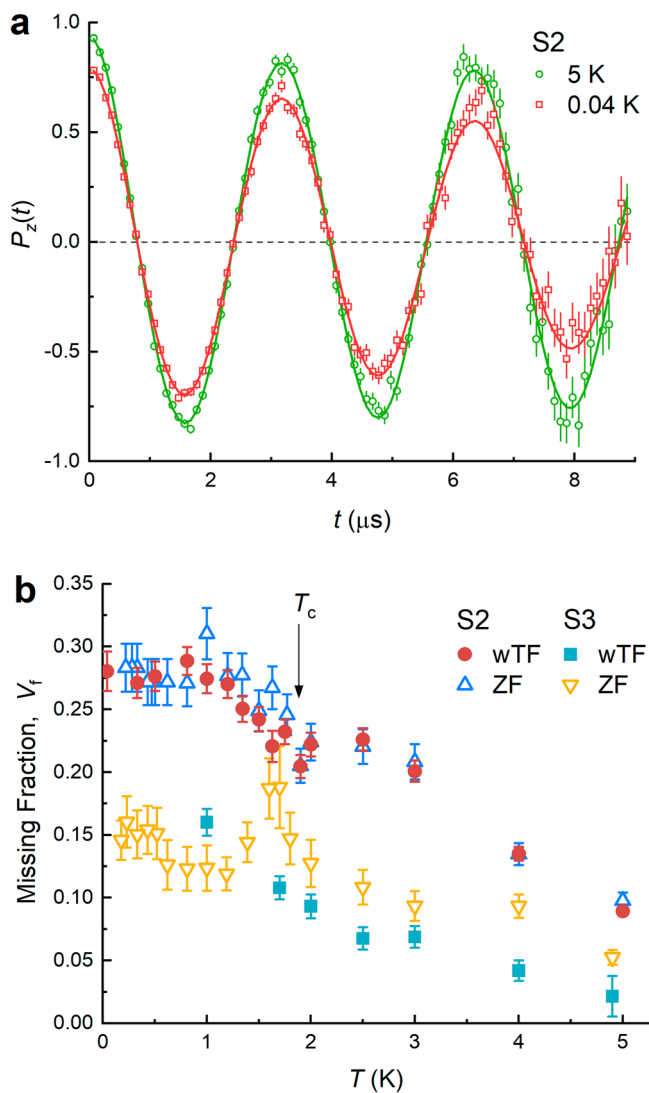 a
S2
5 K
0.04 K
1.0
0.5
0.0
-0.5
-1.0
P_z(t)
0 2 4 6 8
t (μs)
b
T_c
S2 S3
wTF wTF
ZF ZF
0.35
0.30
0.25
0.20
0.15
0.10
0.05
0.00
Missing Fraction, V_f
0 1 2 3 4 5
T (K)